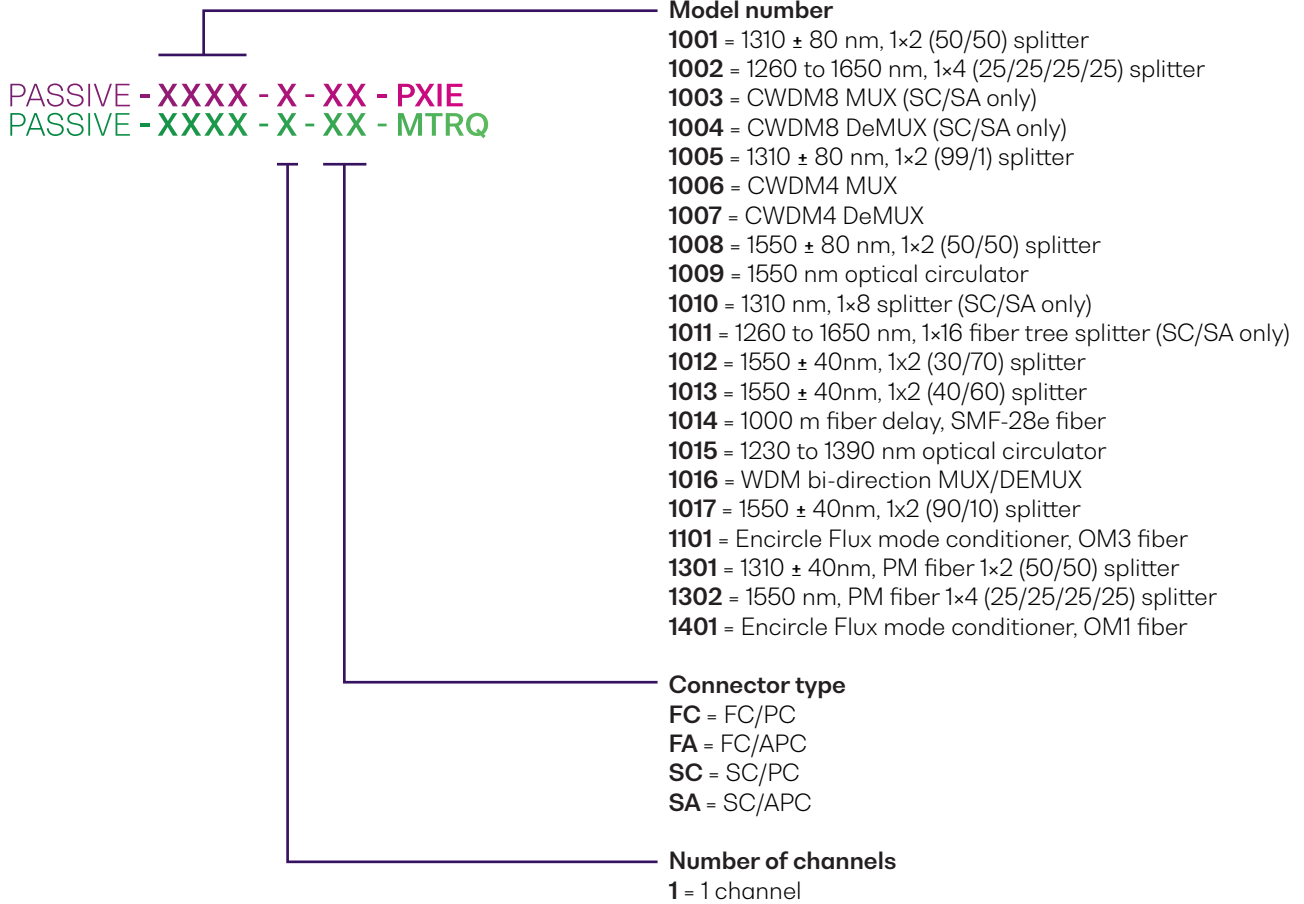 Model number
1001 = 1310 ± 80 nm, 1×2 (50/50) splitter
1002 = 1260 to 1650 nm, 1×4 (25/25/25/25) splitter
PASSIVE - XXXX - X - XX - PXIE
1003 = CWDM8 MUX (SC/SA only)
PASSIVE - XXXX - X - XX - MTRQ
1004 = CWDM8 DeMUX (SC/SA only)
1005 = 1310 ± 80 nm, 1×2 (99/1) splitter
1006 = CWDM4 MUX
1007 = CWDM4 DeMUX
1008 = 1550 ± 80 nm, 1×2 (50/50) splitter
1009 = 1550 nm optical circulator
1010 = 1310 nm, 1×8 splitter (SC/SA only)
1011 = 1260 to 1650 nm, 1×16 fiber tree splitter (SC/SA only)
1012 = 1550 ± 40nm, 1x2 (30/70) splitter
1013 = 1550 ± 40nm, 1x2 (40/60) splitter
1014 = 1000 m fiber delay, SMF-28e fiber
1015 = 1230 to 1390 nm optical circulator
1016 = WDM bi-direction MUX/DEMUX
1017 = 1550 ± 40nm, 1x2 (90/10) splitter
1101 = Encircle Flux mode conditioner, OM3 fiber
1301 = 1310 ± 40nm, PM fiber 1×2 (50/50) splitter
1302 = 1550 nm, PM fiber 1×4 (25/25/25/25) splitter
1401 = Encircle Flux mode conditioner, OM1 fiber
Connector type
FC = FC/PC
FA = FC/APC
SC = SC/PC
SA = SC/APC
Number of channels
1 = 1 channel